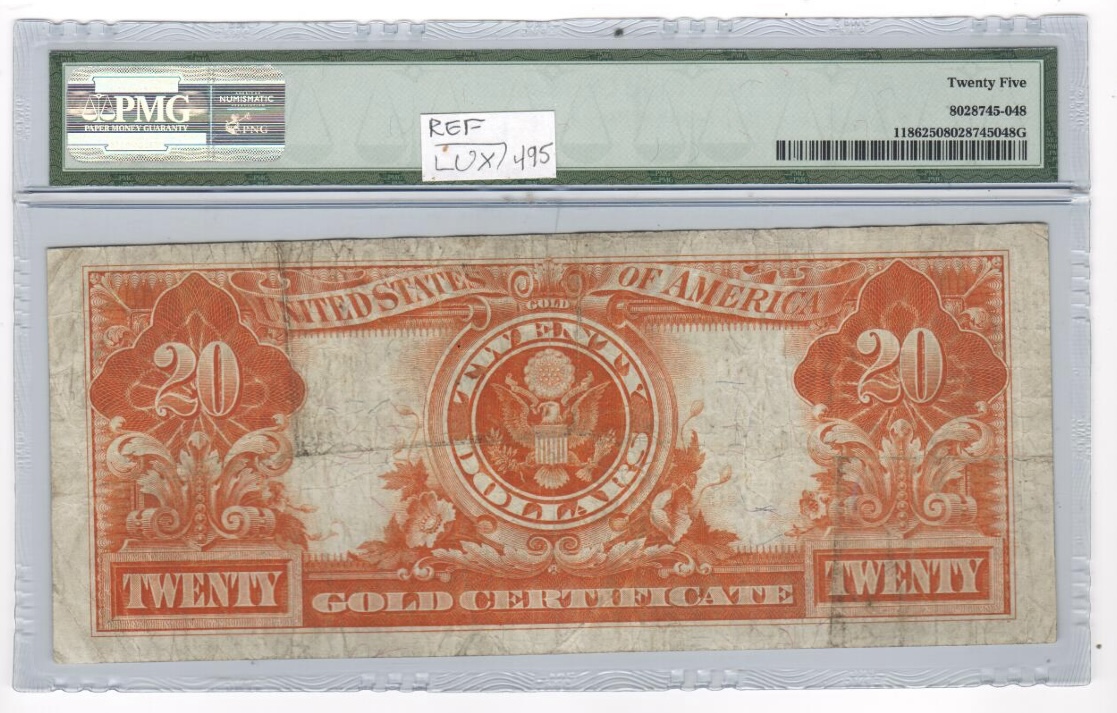 PMG
PAPER MONEY GUARANTY
NUMISMATIC
PNG
REF
LUX/495
Twenty Five
8028745-048
11862508028745048G
UNITED STATES OF AMERICA
GOLD
20
20
TWENTY
DOLLARS
TWENTY
GOLD CERTIFICATE
TWENTY